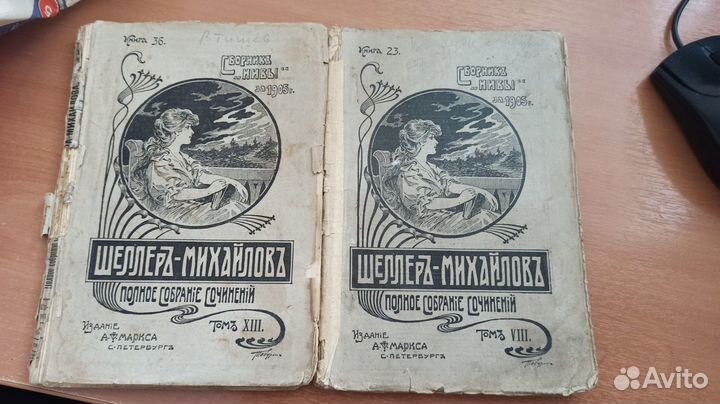 Книга 36.
Сборникъ
„Нивы“
за 1905 г.
ШЕЛЛЕРЪ-МИХАЙЛОВЪ
ПОЛНОЕ СОБРАНІЕ СОЧИНЕНІЙ
Изданіе
А.Ф. МАРКСА
С.-ПЕТЕРБУРГЪ
Томъ XIII.
Книга 23.
Сборникъ
„Нивы“
за 1905 г.
ШЕЛЛЕРЪ-МИХАЙЛОВЪ
ПОЛНОЕ СОБРАНІЕ СОЧИНЕНІЙ
Изданіе
А.Ф. МАРКСА
С.-ПЕТЕРБУРГЪ
Томъ VIII.
Avito